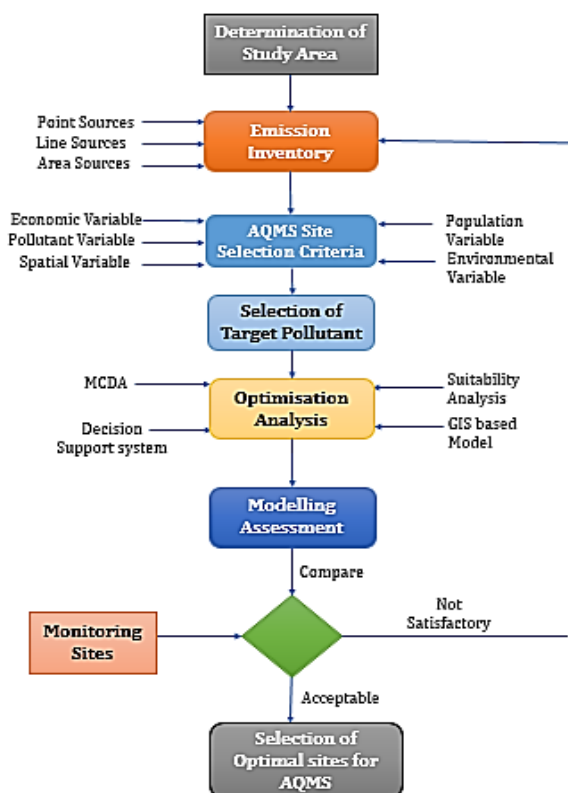 Determination of
Study Area
Point Sources
Line Sources
Area Sources
Emission
Inventory
Economic Variable
Pollutant Variable
Spatial Variable
AQMS Site
Selection Criteria
Population
Variable
Environmental
Variable
Selection of
Target Pollutant
MCDA
Decision
Support system
Optimisation
Analysis
Suitability
Analysis
GIS based
Model
Modelling
Assessment
Compare
Monitoring
Sites
Not
Satisfactory
Acceptable
Selection of
Optimal sites for
AQMS